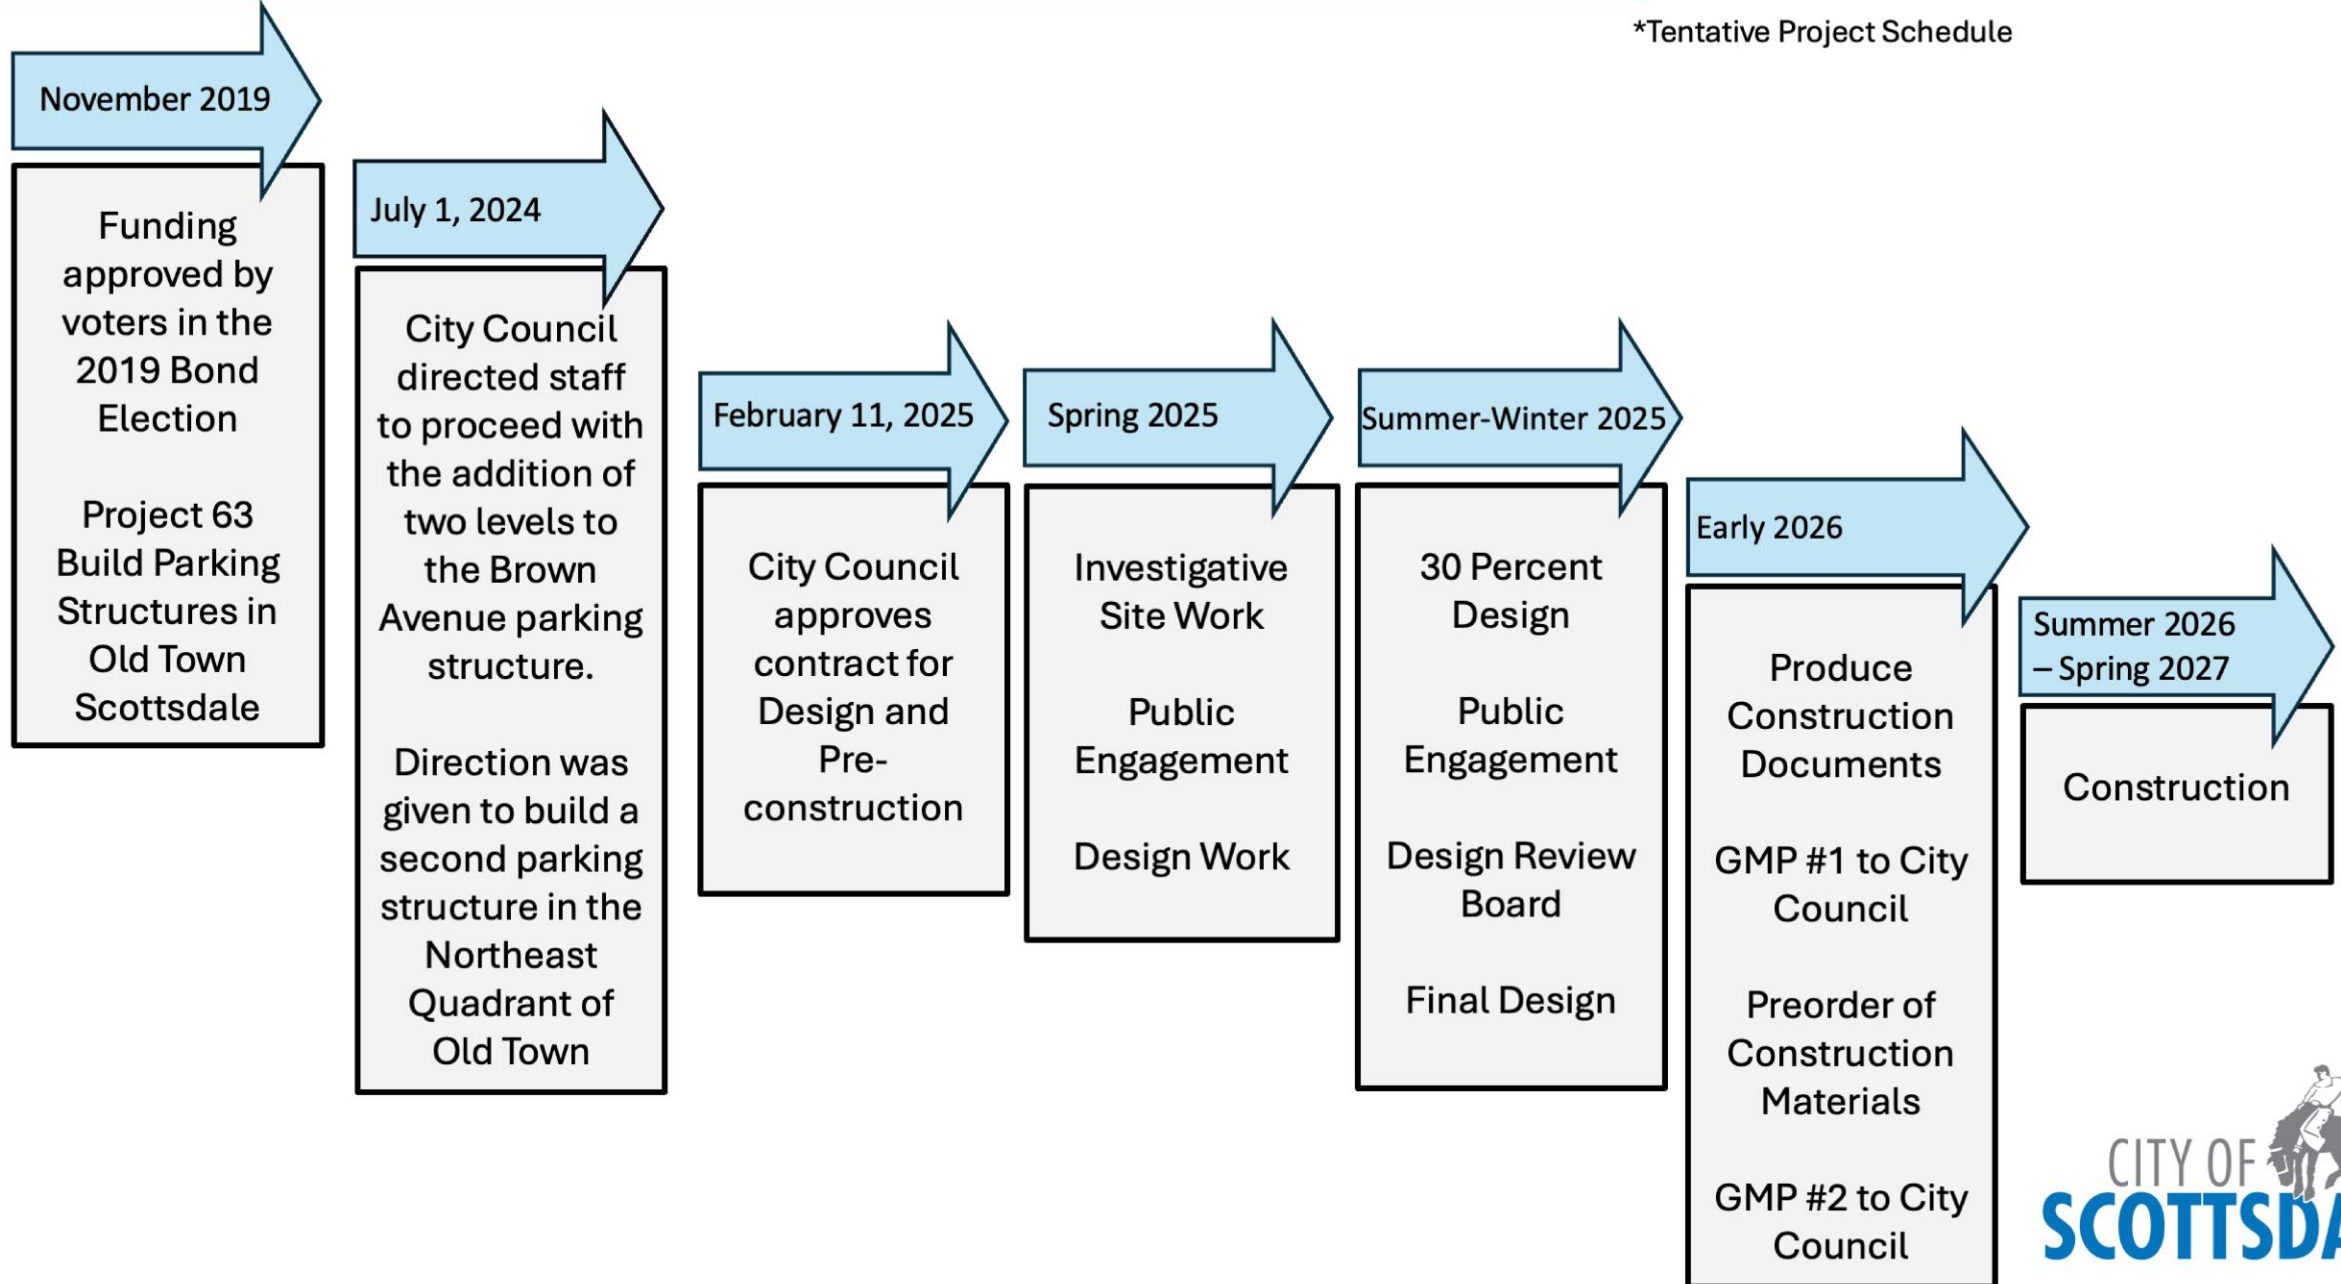 *Tentative Project Schedule
November 2019
Funding
approved by
voters in the
2019 Bond
Election
Project 63
Build Parking
Structures in
Old Town
Scottsdale
July 1, 2024
City Council
directed staff
to proceed with
the addition of
two levels to
the Brown
Avenue parking
structure.
Direction was
given to build a
second parking
structure in the
Northeast
Quadrant of
Old Town
February 11, 2025
City Council
approves
contract for
Design and
Pre-
construction
Spring 2025
Investigative
Site Work
Public
Engagement
Design Work
Summer-Winter 2025
30 Percent
Design
Public
Engagement
Design Review
Board
Final Design
Early 2026
Produce
Construction
Documents
GMP #1 to City
Council
Preorder of
Construction
Materials
GMP #2 to City
Council
Summer 2026
– Spring 2027
Construction
CITY OF
SCOTTSDA